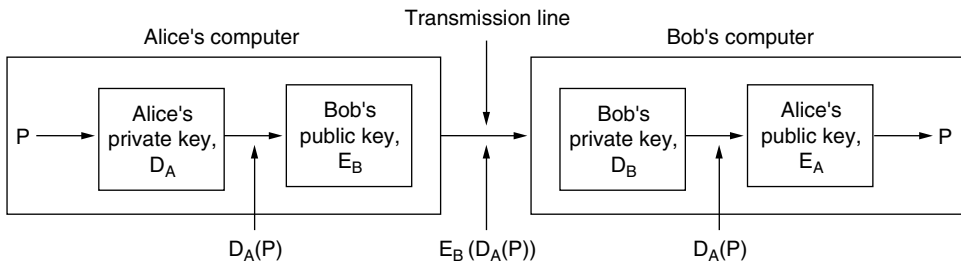 Transmission line
Alice's computer
Bob's computer
P
Alice's
private key,
D_A
Bob's
public key,
E_B
Bob's
private key,
D_B
Alice's
public key,
E_A
P
D_A(P)
E_B (D_A(P))
D_A(P)